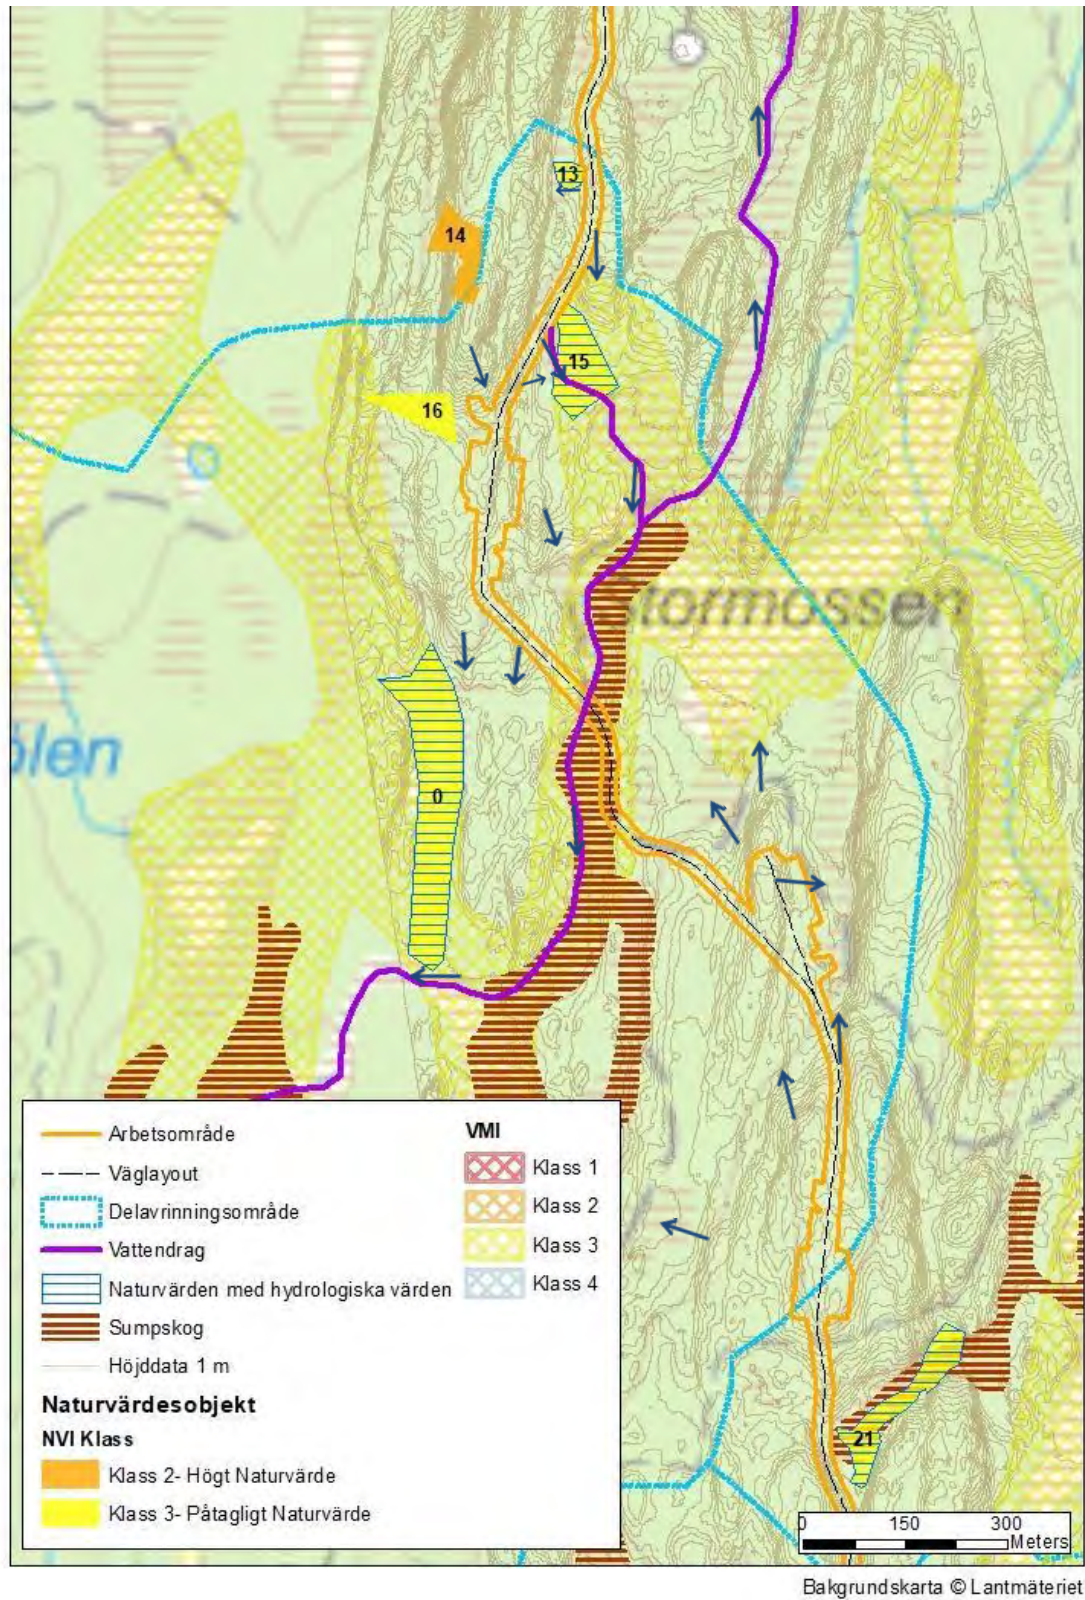 13
14
15
16
Stormossen
ölen
0
Arbetsområde
Väglayout
Delavrinningsområde
Vattendrag
Naturvärden med hydrologiska värden
Sumpskog
Höjddata 1 m
Naturvärdesobjekt
NVI Klass
Klass 2- Högt Naturvärde
Klass 3- Påtagligt Naturvärde
VMI
Klass 1
Klass 2
Klass 3
Klass 4
21
0 150 300
Meters
Bakgrundskarta © Lantmäteriet